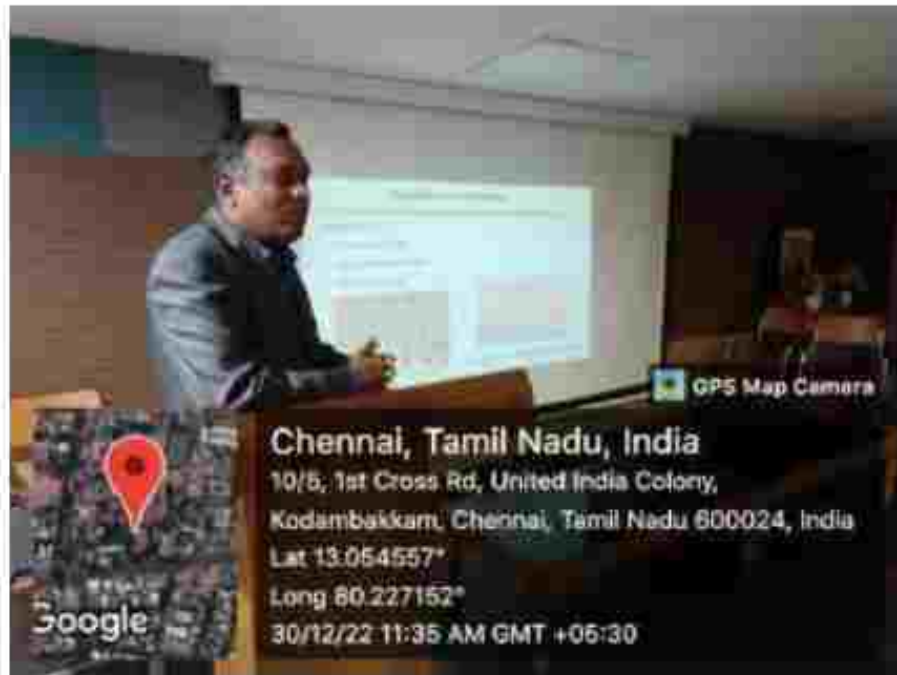 GPS Map Camera
Chennai, Tamil Nadu, India
10/5, 1st Cross Rd, United India Colony,
Kodambakkam, Chennai, Tamil Nadu 600024, India
Lat 13.054557°
Long 80.227152°
30/12/22 11:35 AM GMT +05:30
Google